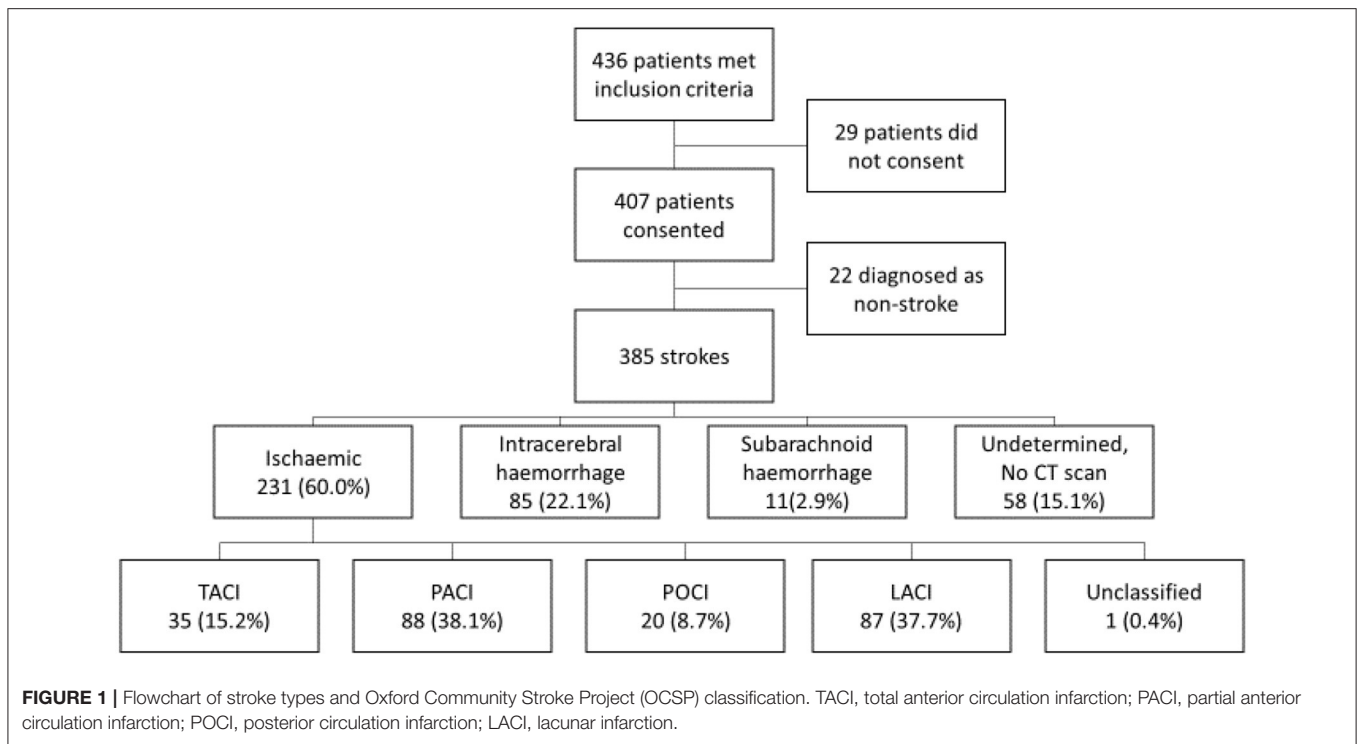 436 patients met
inclusion criteria
29 patients did
not consent
407 patients
consented
22 diagnosed as
non-stroke
385 strokes
Ischaemic
231 (60.0%)
Intracerebral
haemorrhage
85 (22.1%)
Subarachnoid
haemorrhage
11(2.9%)
Undetermined,
No CT scan
58 (15.1%)
TACI
35 (15.2%)
PACI
88 (38.1%)
POCI
20 (8.7%)
LACI
87 (37.7%)
Unclassified
1 (0.4%)
FIGURE 1 | Flowchart of stroke types and Oxford Community Stroke Project (OCSP) classification. TACI, total anterior circulation infarction; PACI, partial anterior
circulation infarction; POCI, posterior circulation infarction; LACI, lacunar infarction.